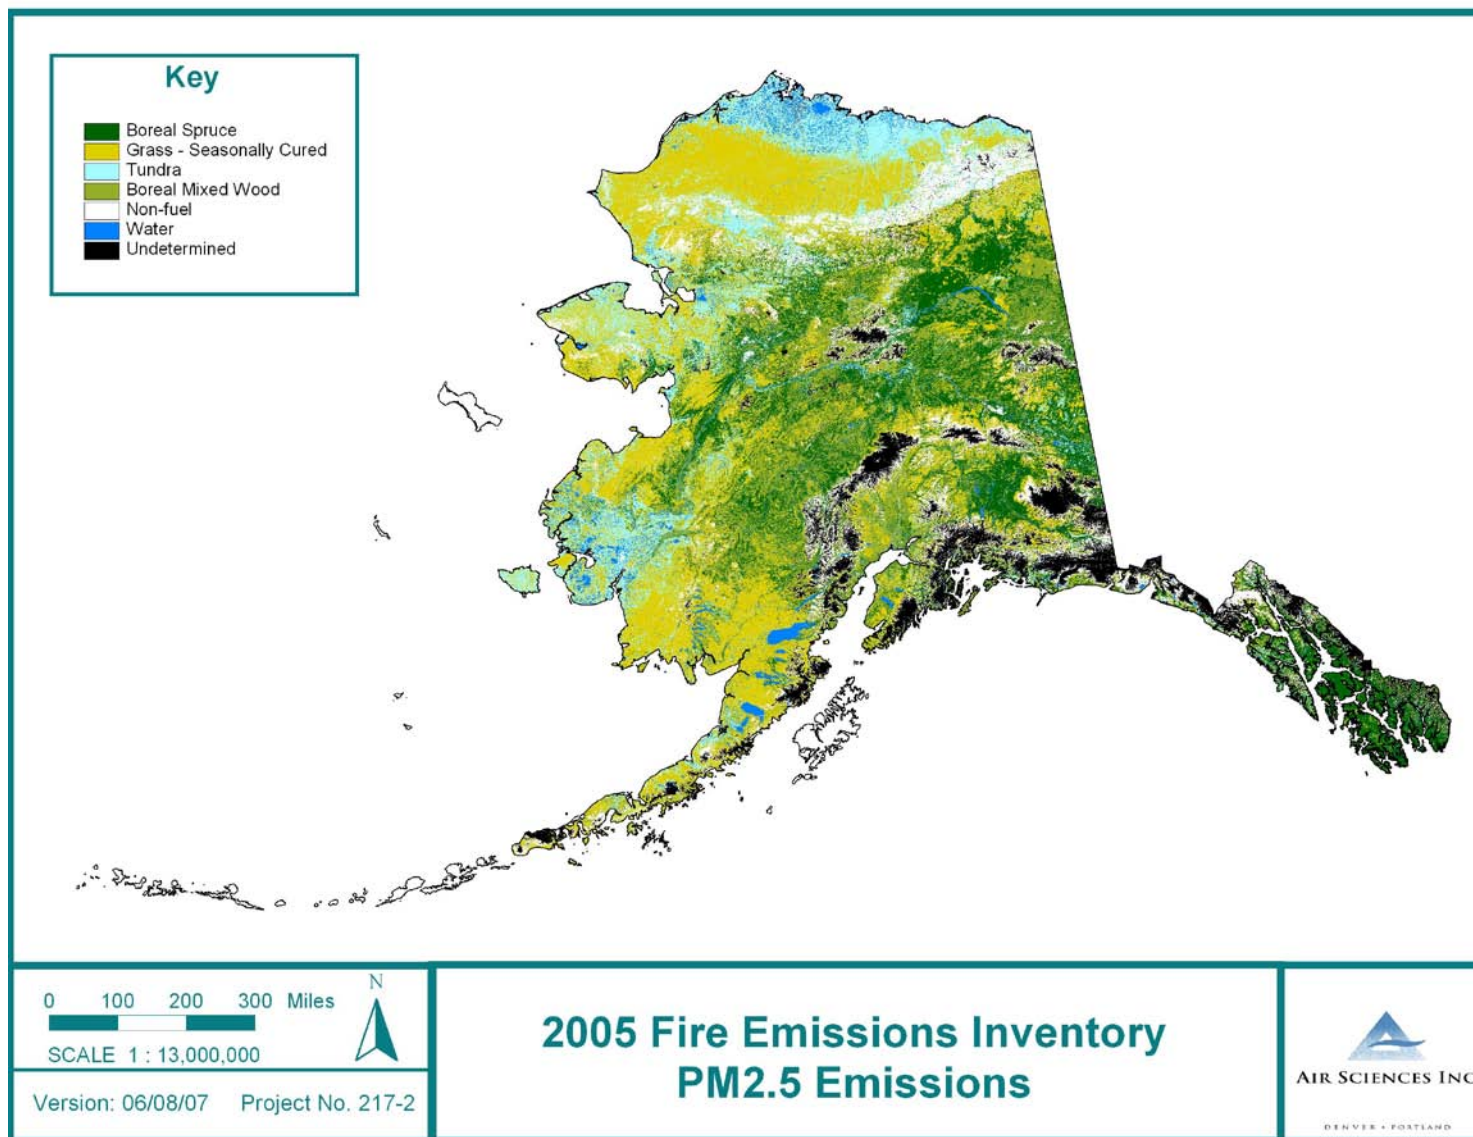 Key
Boreal Spruce
Grass - Seasonally Cured
Tundra
Boreal Mixed Wood
Non-fuel
Water
Undetermined
0 100 200 300 Miles
SCALE 1 : 13,000,000
N
Version: 06/08/07 Project No. 217-2
2005 Fire Emissions Inventory
PM2.5 Emissions
AIR SCIENCES INC
DENVER • PORTLAND